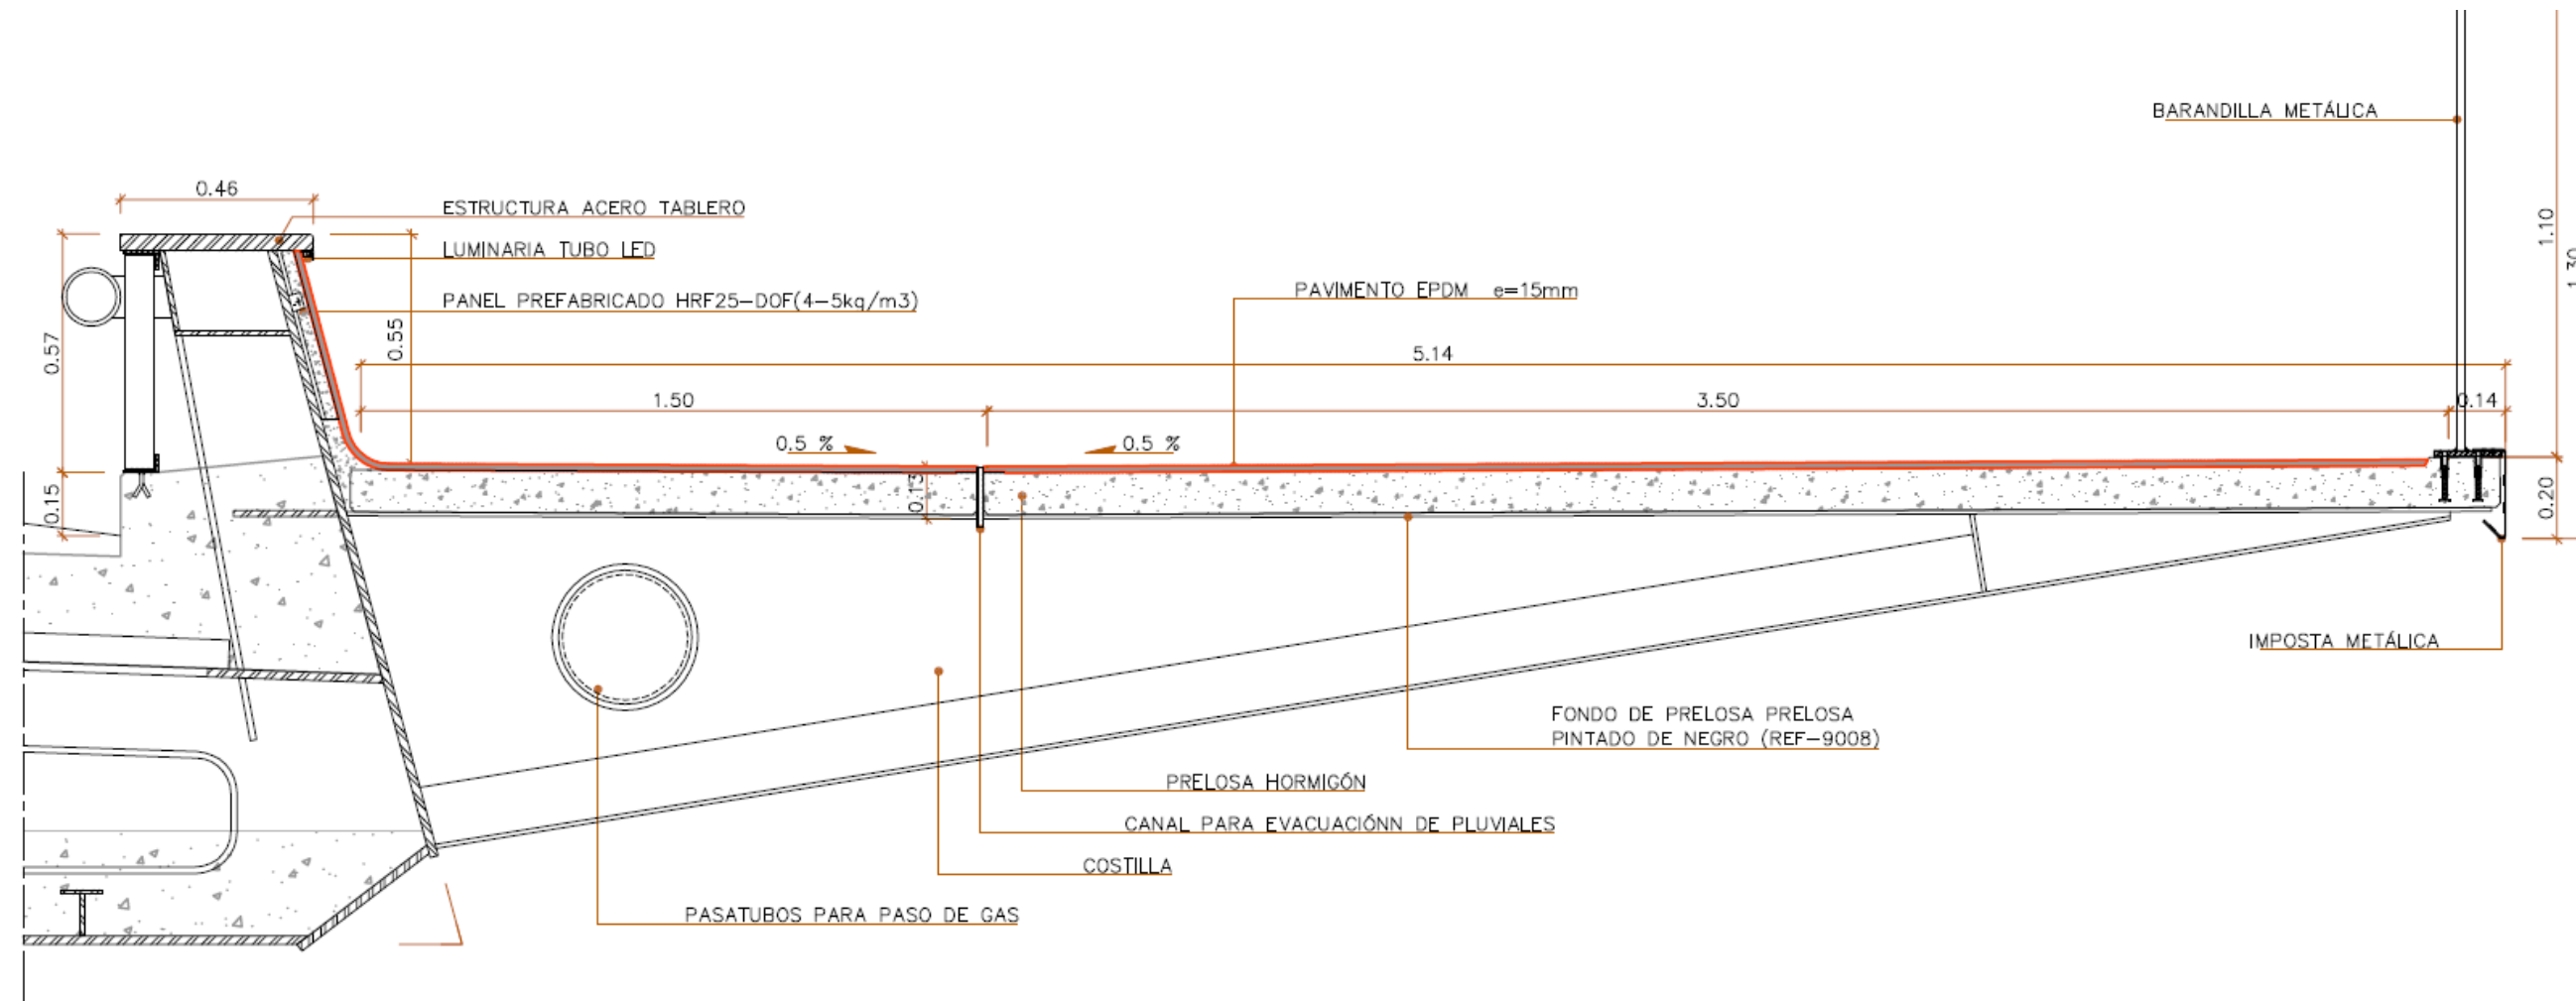 BARANDILLA METÁLICA
0.46
ESTRUCTURA ACERO TABLERO
LUMINARIA TUBO LED
PANEL PREFABRICADO HRF25-DOF(4-5kg/m3)
PAVIMENTO EPDM e=15mm
1.10
1.30
0.57
0.55
5.14
1.50
3.50
0.14
0.5 %
0.5 %
0.15
0.13
0.20
IMPOSTA METÁLICA
FONDO DE PRELOSA PRELOSA
PINTADO DE NEGRO (REF-9008)
PRELOSA HORMIGÓN
CANAL PARA EVACUACIÓNN DE PLUVIALES
COSTILLA
PASATUBOS PARA PASO DE GAS